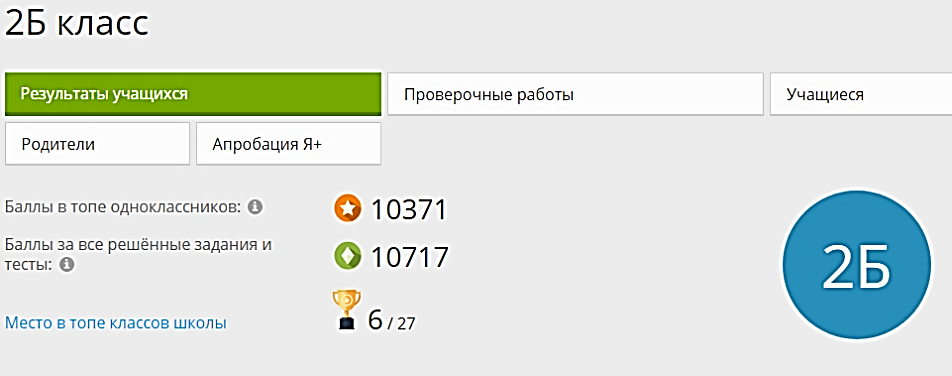 2Б класс
Результаты учащихся
Проверочные работы
Учащиеся
Родители
Апробация Я+
Баллы в топе одноклассников:
10371
Баллы за все решённые задания и
тесты:
10717
2Б
Место в топе классов школы
6 / 27